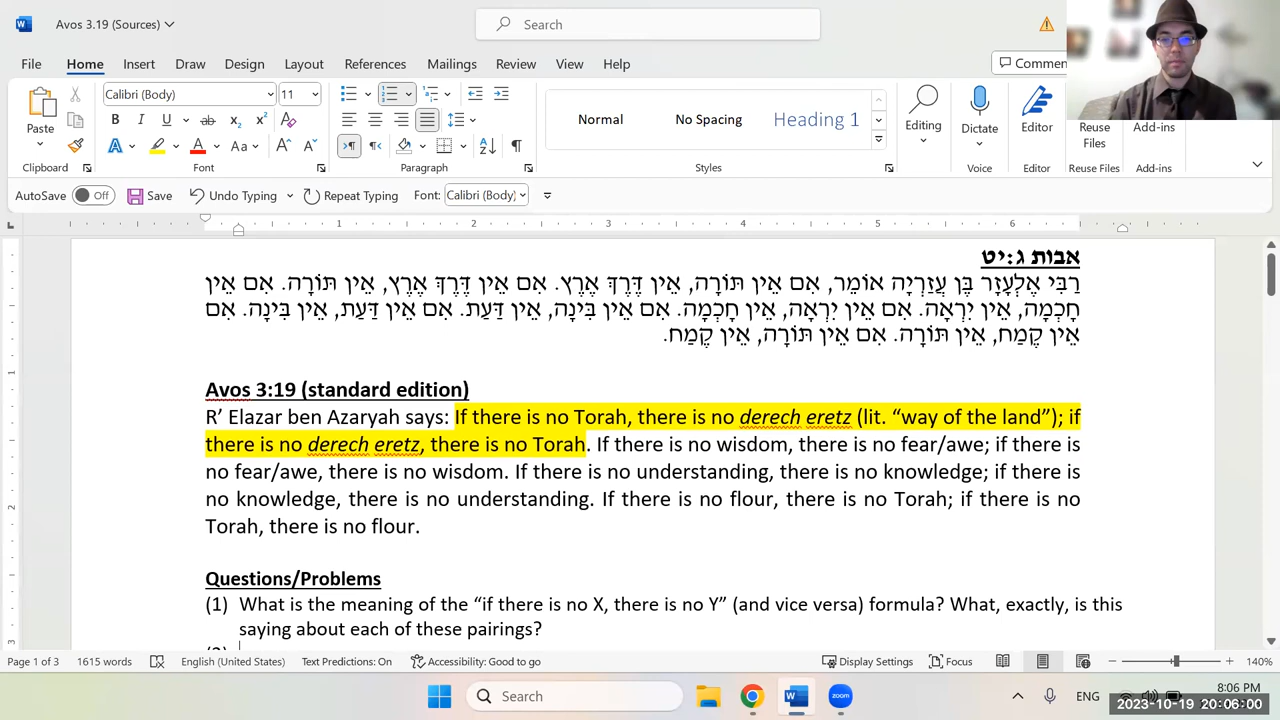 Avos 3.19 (Sources)
Search
File Home Insert Draw Design Layout References Mailings Review View Help
Commen
Calibri (Body) 11
Normal No Spacing Heading 1
Paste
Editing
Dictate
Editor
Reuse Files
Add-ins
Clipboard Font Paragraph Styles Voice Editor Reuse Files Add-ins
AutoSave Off Save Undo Typing Repeat Typing Font: Calibri (Body)
1 2 3 4 5 6
אבות ג:יט
רַבִּי אֶלְעָזָר בֶּן עֲזַרְיָה אוֹמֵר, אִם אֵין תּוֹרָה, אֵין דֶּרֶךְ אֶרֶץ. אִם אֵין דֶּרֶךְ אֶרֶץ, אֵין תּוֹרָה. אִם אֵין
חָכְמָה, אֵין יִרְאָה. אִם אֵין יִרְאָה, אֵין חָכְמָה. אִם אֵין בִּינָה, אֵין דַּעַת. אִם אֵין דַּעַת, אֵין בִּינָה. אִם
אֵין קֶמַח, אֵין תּוֹרָה. אִם אֵין תּוֹרָה, אֵין קֶמַח.
Avos 3:19 (standard edition)
R’ Elazar ben Azaryah says: If there is no Torah, there is no derech eretz (lit. “way of the land”); if
there is no derech eretz, there is no Torah. If there is no wisdom, there is no fear/awe; if there is
no fear/awe, there is no wisdom. If there is no understanding, there is no knowledge; if there is
no knowledge, there is no understanding. If there is no flour, there is no Torah; if there is no
Torah, there is no flour.
Questions/Problems
(1) What is the meaning of the “if there is no X, there is no Y” (and vice versa) formula? What, exactly, is this
saying about each of these pairings?
Page 1 of 3 1615 words English (United States) Text Predictions: On Accessibility: Good to go Display Settings Focus 140%
Search
zoom
ENG
8:06 PM
2023-10-19 20:06:00